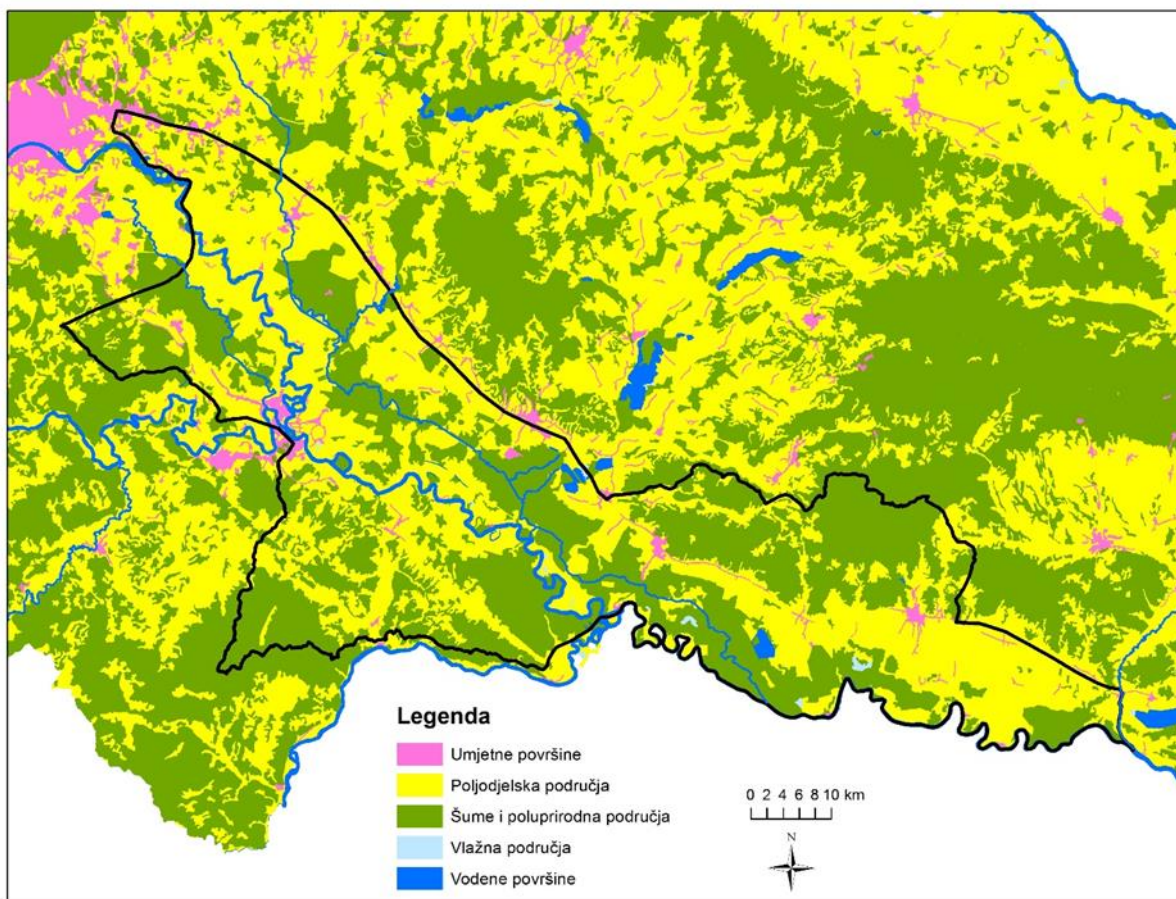 Legenda
Umjetne površine
Poljodjelska područja
Šume i poluprirodna područja
Vlažna područja
Vodene površine
0 2 4 6 8 10 km
N